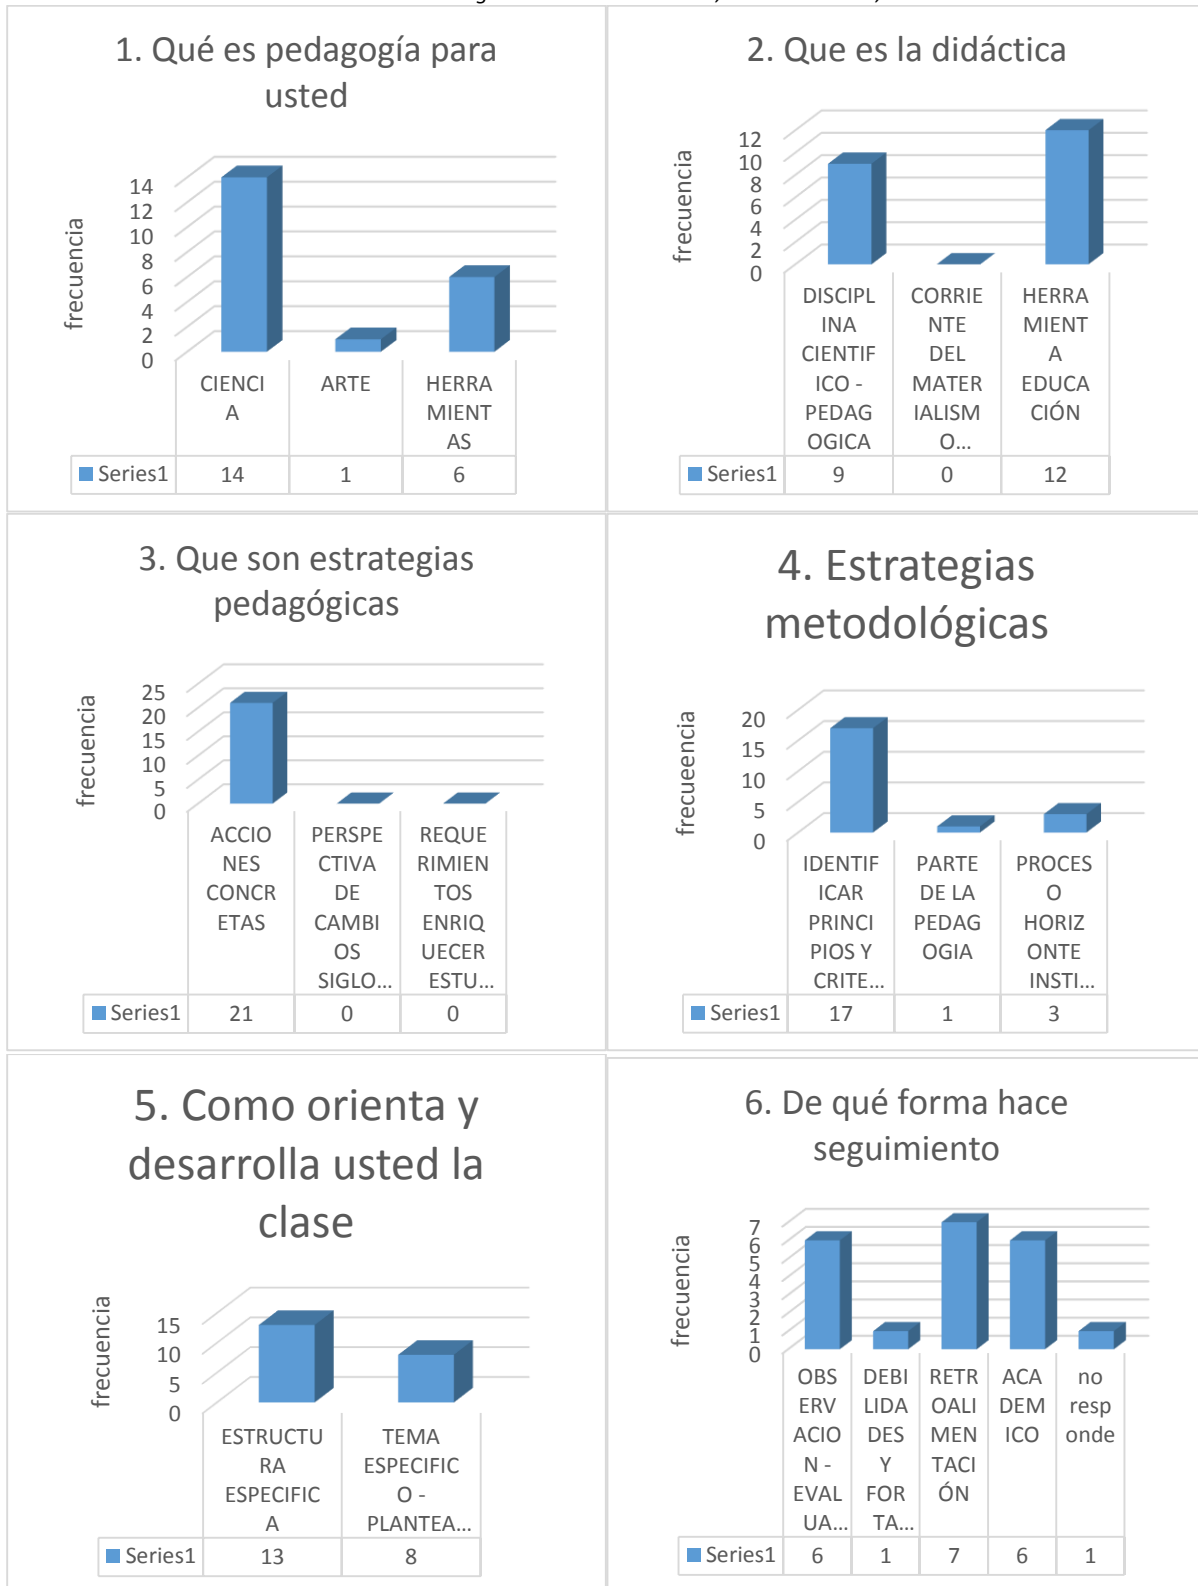 1. Qué es pedagogía para
usted
frecuencia
14
12
10
8
6
4
2
0
CIENCI
A
ARTE
HERRA
MIENT
AS
Series1 14 1 6
2. Que es la didáctica
frecuencia
12
10
8
6
4
2
0
DISCIPL
INA
CIENTIF
ICO -
PEDAG
OGICA
CORRIE
NTE
DEL
MATER
IALISM
O...
HERRA
MIENT
A
EDUCA
CIÓN
Series1 9 0 12
3. Que son estrategias
pedagógicas
frecuencia
25
20
15
10
5
0
ACCIO
NES
CONCR
ETAS
PERSPE
CTIVA
DE
CAMBI
OS
SIGLO...
REQUE
RIMIEN
TOS
ENRIQ
UECER
ESTU...
Series1 21 0 0
4. Estrategias
metodológicas
frecueencia
20
15
10
5
0
IDENTIF
ICAR
PRINCI
PIOS Y
CRITE...
PARTE
DE LA
PEDAG
OGIA
PROCES
O
HORIZ
ONTE
INSTI...
Series1 17 1 3
5. Como orienta y
desarrolla usted la
clase
frecuencia
15
10
5
0
ESTRUCTU
RA
ESPECIFIC
A
TEMA
ESPECIFIC
O -
PLANTEA...
Series1 13 8
6. De qué forma hace
seguimiento
frecuencia
7
6
5
4
3
2
1
0
OBS
ERV
ACIO
N -
EVAL
UA...
DEBI
LIDA
DES
Y
FOR
TA...
RETR
OALI
MEN
TACI
ÓN
ACA
DEM
ICO
no
resp
onde
Series1 6 1 7 6 1